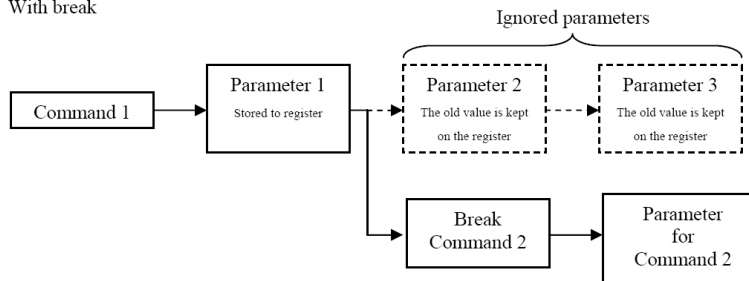 With break
Ignored parameters
Command 1
Parameter 1
Stored to register
Parameter 2
The old value is kept
on the register
Parameter 3
The old value is kept
on the register
Break
Command 2
Parameter
for
Command 2